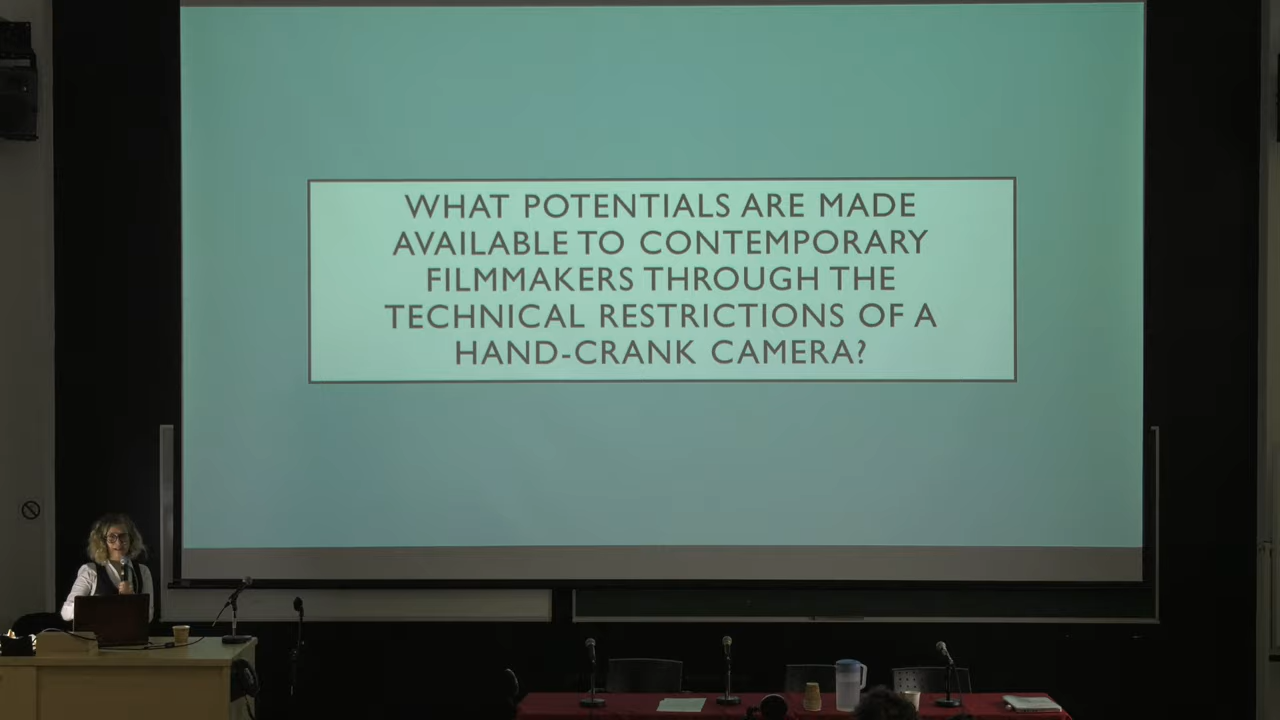 WHAT POTENTIALS ARE MADE
AVAILABLE TO CONTEMPORARY
FILMMAKERS THROUGH THE
TECHNICAL RESTRICTIONS OF A
HAND-CRANK CAMERA?